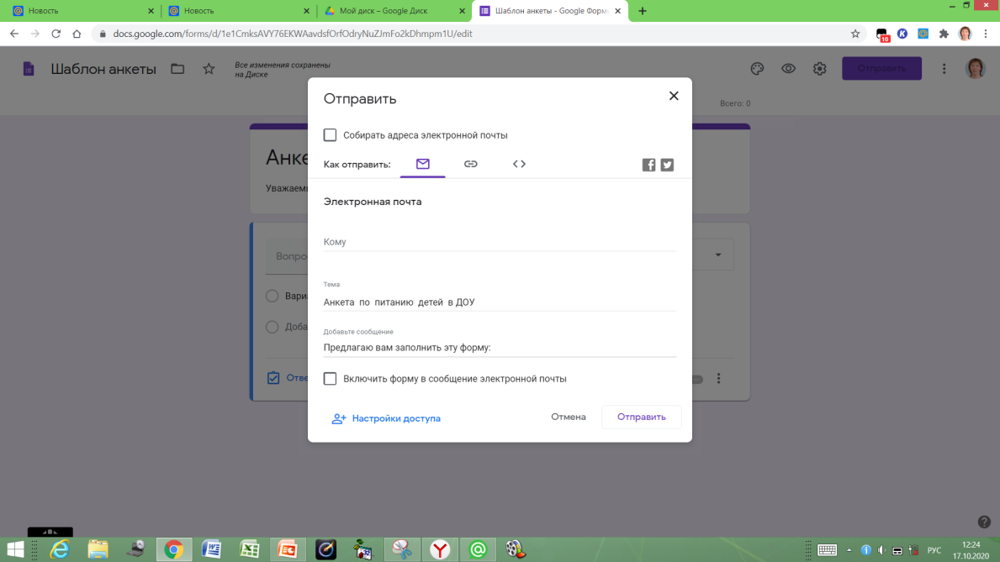 Новость
Новость
Мой диск – Google Диск
Шаблон анкеты - Google Форм
docs.google.com/forms/d/1e1CmksAVY76EKWAavdsfOrfOdryNuZJmFo2kDhmpm1U/edit
10
Шаблон анкеты
Все изменения сохранены
на Диске
Отправить
Всего: 0
Отправить
Собирать адреса электронной почты
Как отправить:
Анке
Уважаемы
Электронная почта
Кому
Вопро
Тема
Анкета по питанию детей в ДОУ
Вари
Доба
Добавьте сообщение
Предлагаю вам заполнить эту форму:
Отве
Включить форму в сообщение электронной почты
Настройки доступа
Отмена
Отправить
РУС
12:24
17.10.2020